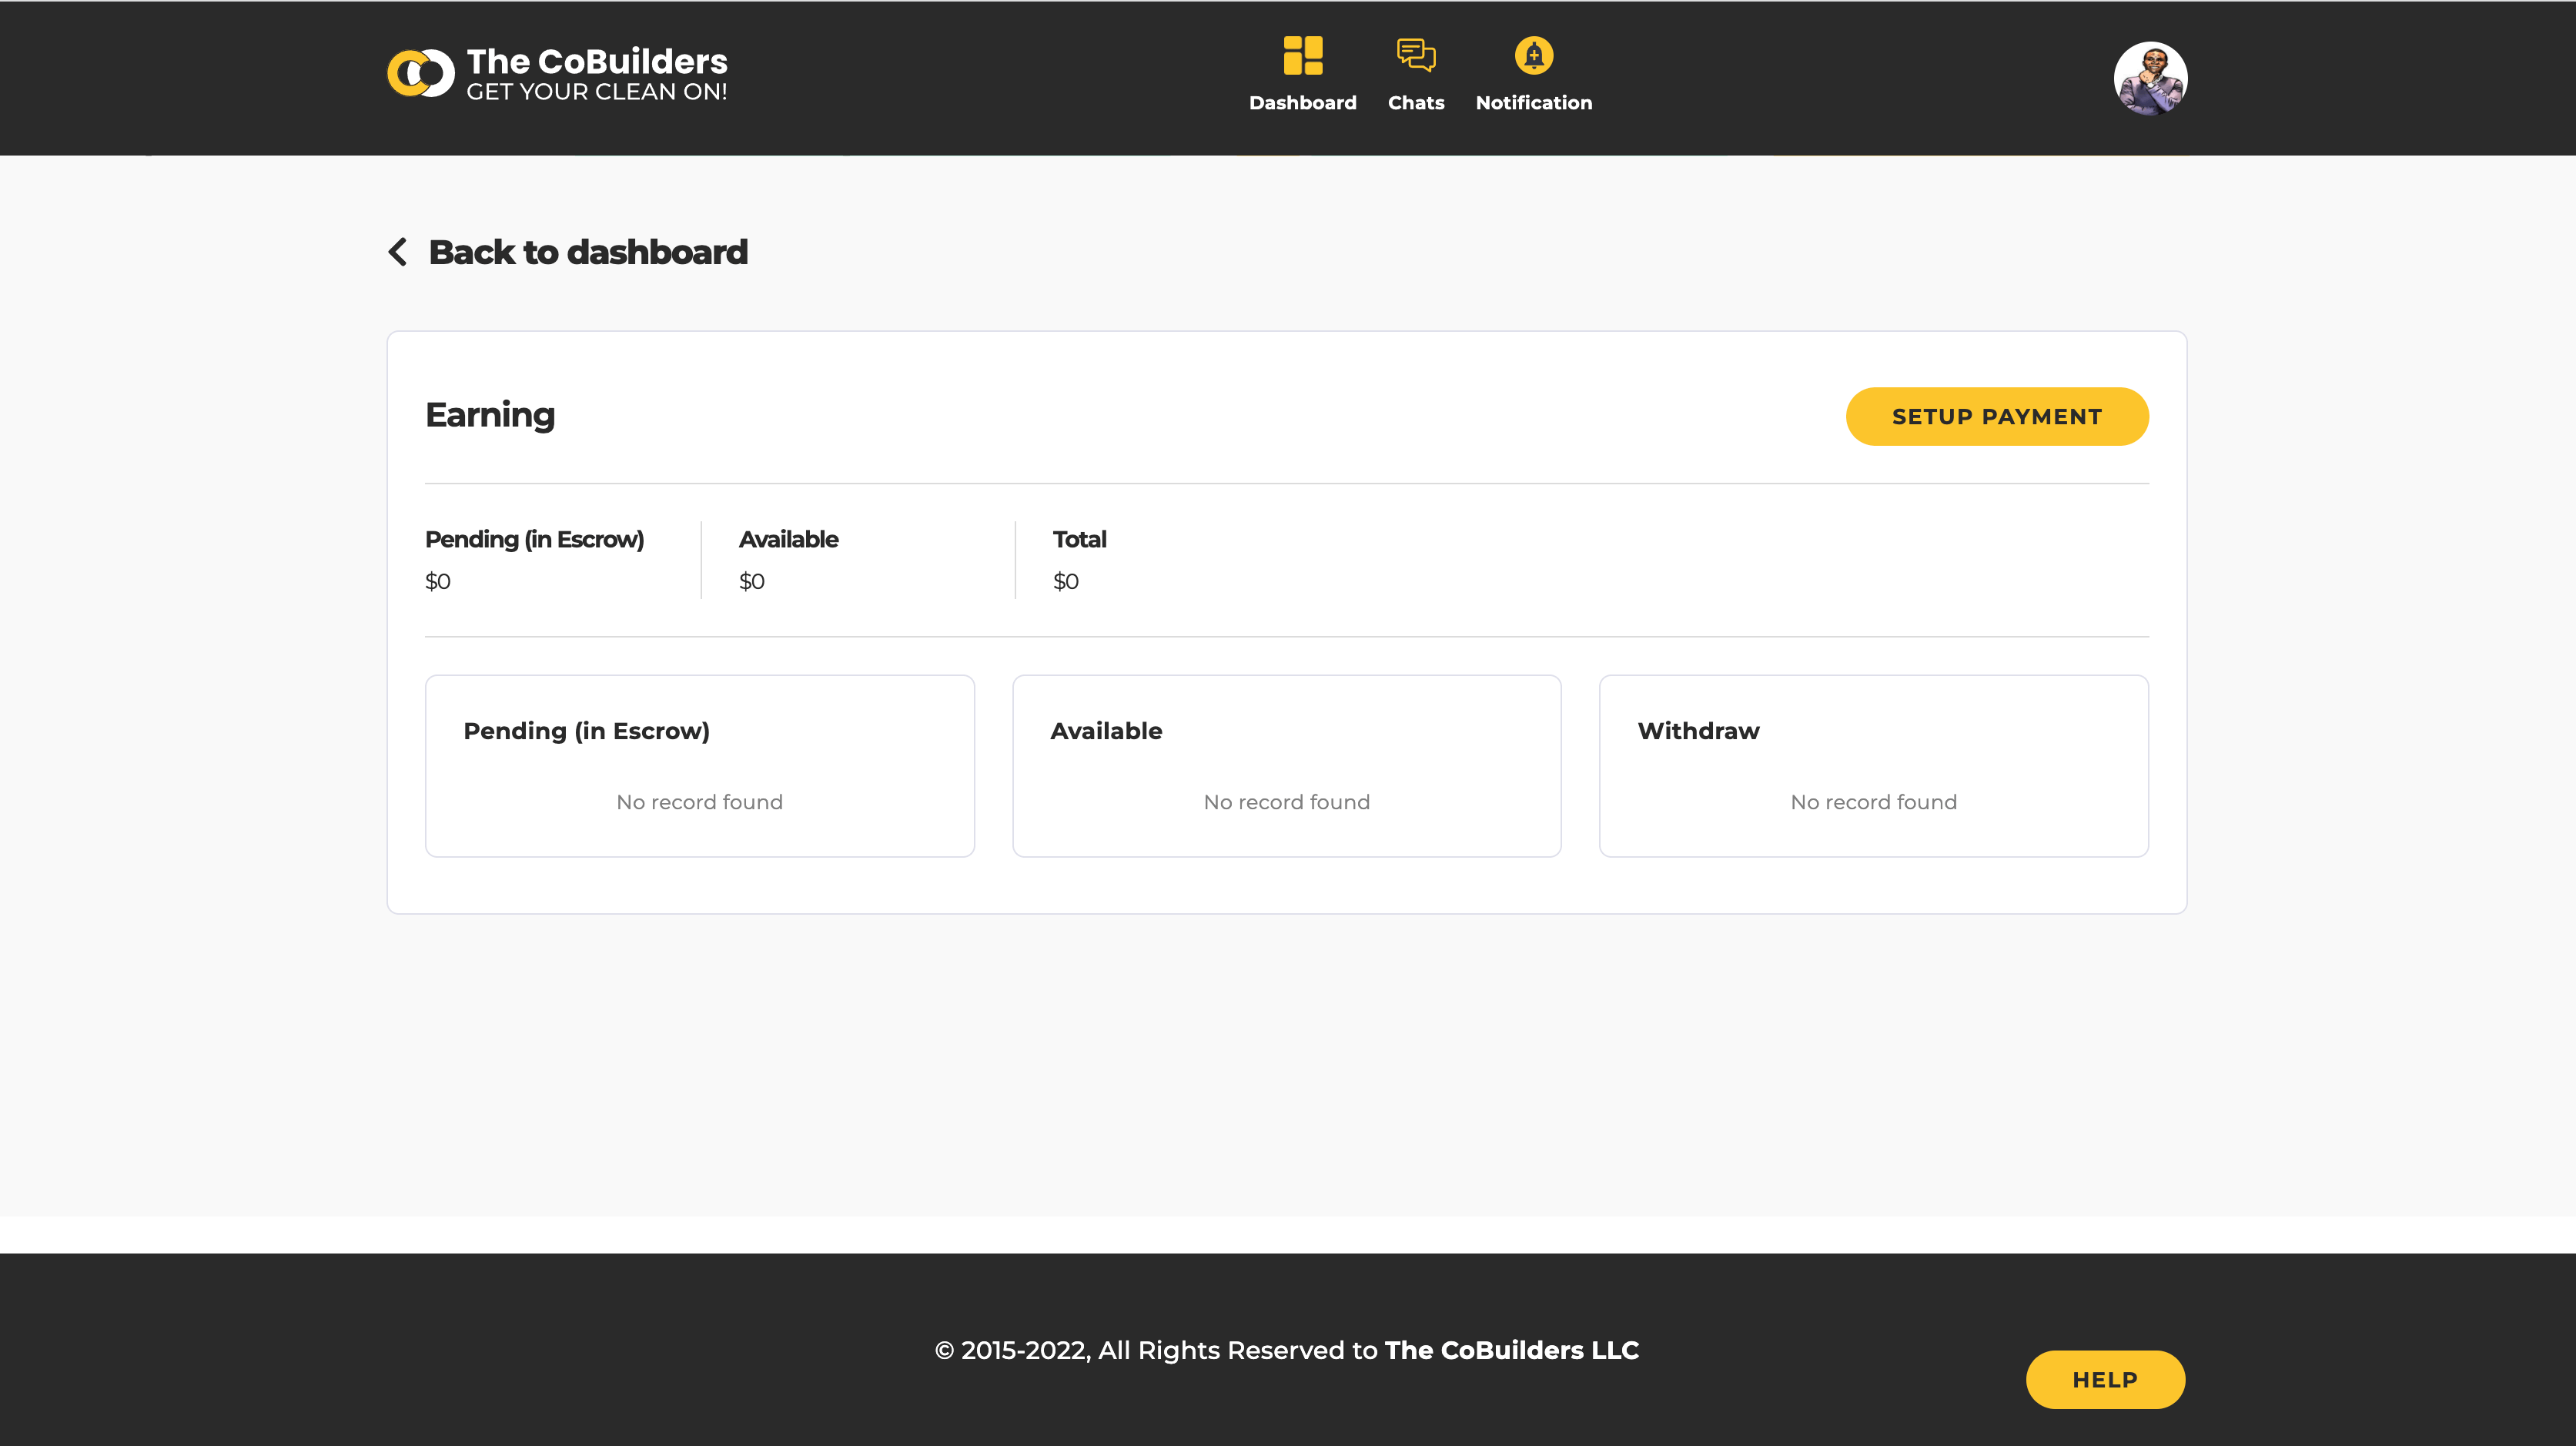 The CoBuilders
GET YOUR CLEAN ON!
Dashboard
Chats
Notification
Back to dashboard
Earning
SETUP PAYMENT
Pending (in Escrow)
$0
Available
$0
Total
$0
Pending (in Escrow)
No record found
Available
No record found
Withdraw
No record found
© 2015-2022, All Rights Reserved to The CoBuilders LLC
HELP